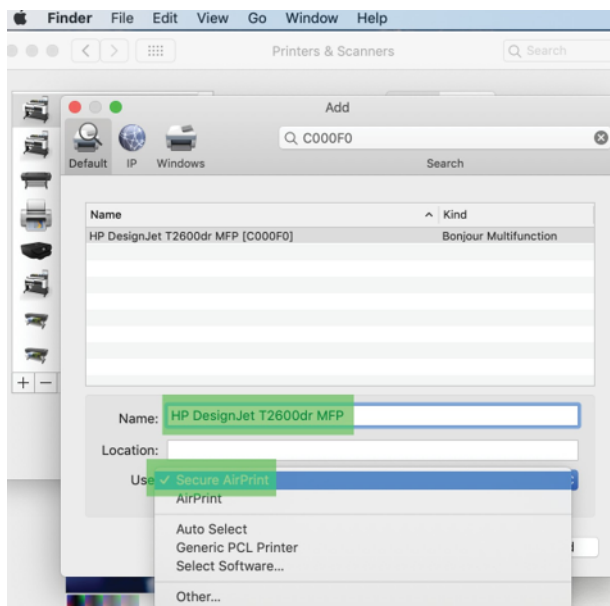 Finder File Edit View Go Window Help
Printers & Scanners
Search
Add
C000F0
Default IP Windows
Search
Name
Kind
HP DesignJet T2600dr MFP [C000F0]
Bonjour Multifunction
+ −
Name: HP DesignJet T2600dr MFP
Location:
Use
✓ Secure AirPrint
AirPrint
Auto Select
Generic PCL Printer
Select Software...
Other...